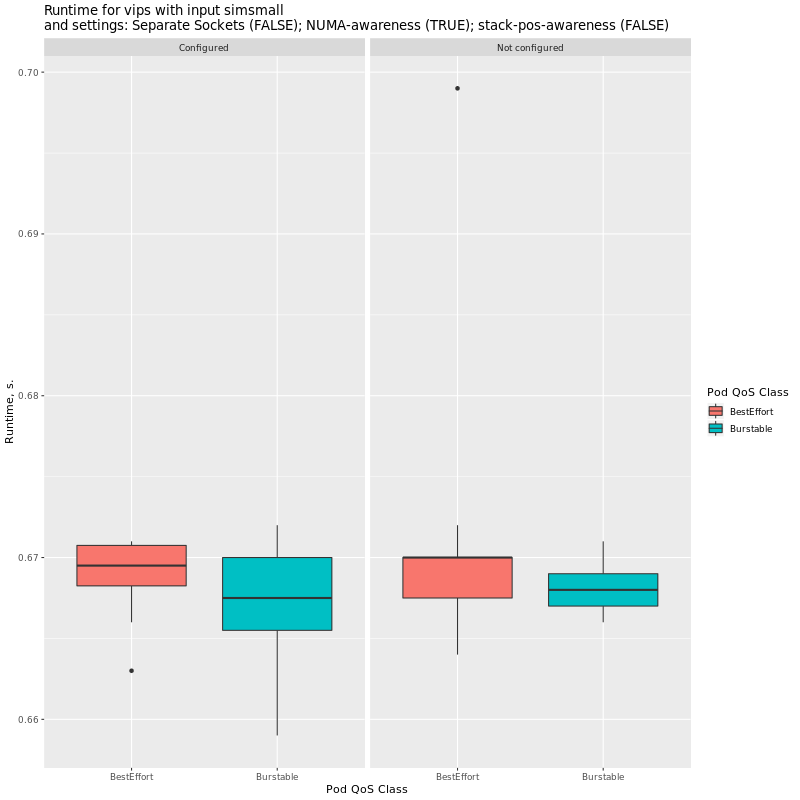 Runtime for vips with input simsmall
and settings: Separate Sockets (FALSE); NUMA-awareness (TRUE); stack-pos-awareness (FALSE)
Configured
Not configured
0.70
0.69
0.68
0.67
0.66
Runtime, s.
BestEffort
Burstable
BestEffort
Burstable
Pod QoS Class
Pod QoS Class
BestEffort
Burstable